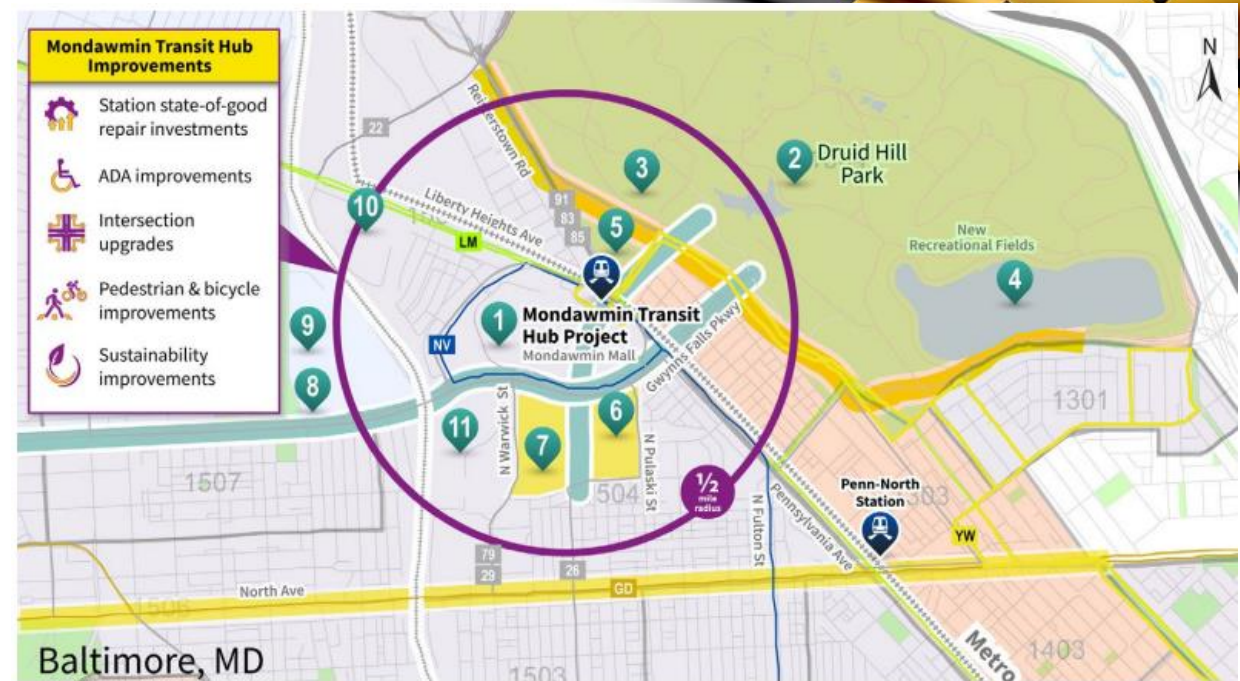 Mondawmin Transit Hub
Improvements
Station state-of-good
repair investments
ADA improvements
Intersection
upgrades
Pedestrian & bicycle
improvements
Sustainability
improvements
N
22
Reisterstown Rd
3
2
Druid Hill
Park
10
Liberty Heights Ave
91
83
85
5
LM
New
Recreational Fields
4
1
Mondawmin Transit
Hub Project
Mondawmin Mall
NV
Gwynns Falls Pkwy
9
8
11
N Warwick St
7
6
N Pulaski St
1301
1507
504
½
mile
radius
N Fulton St
Pennsylvania Ave
Penn-North
Station
1303
YW
79
29
26
North Ave
GD
1506
Baltimore, MD
1503
Metro
1403